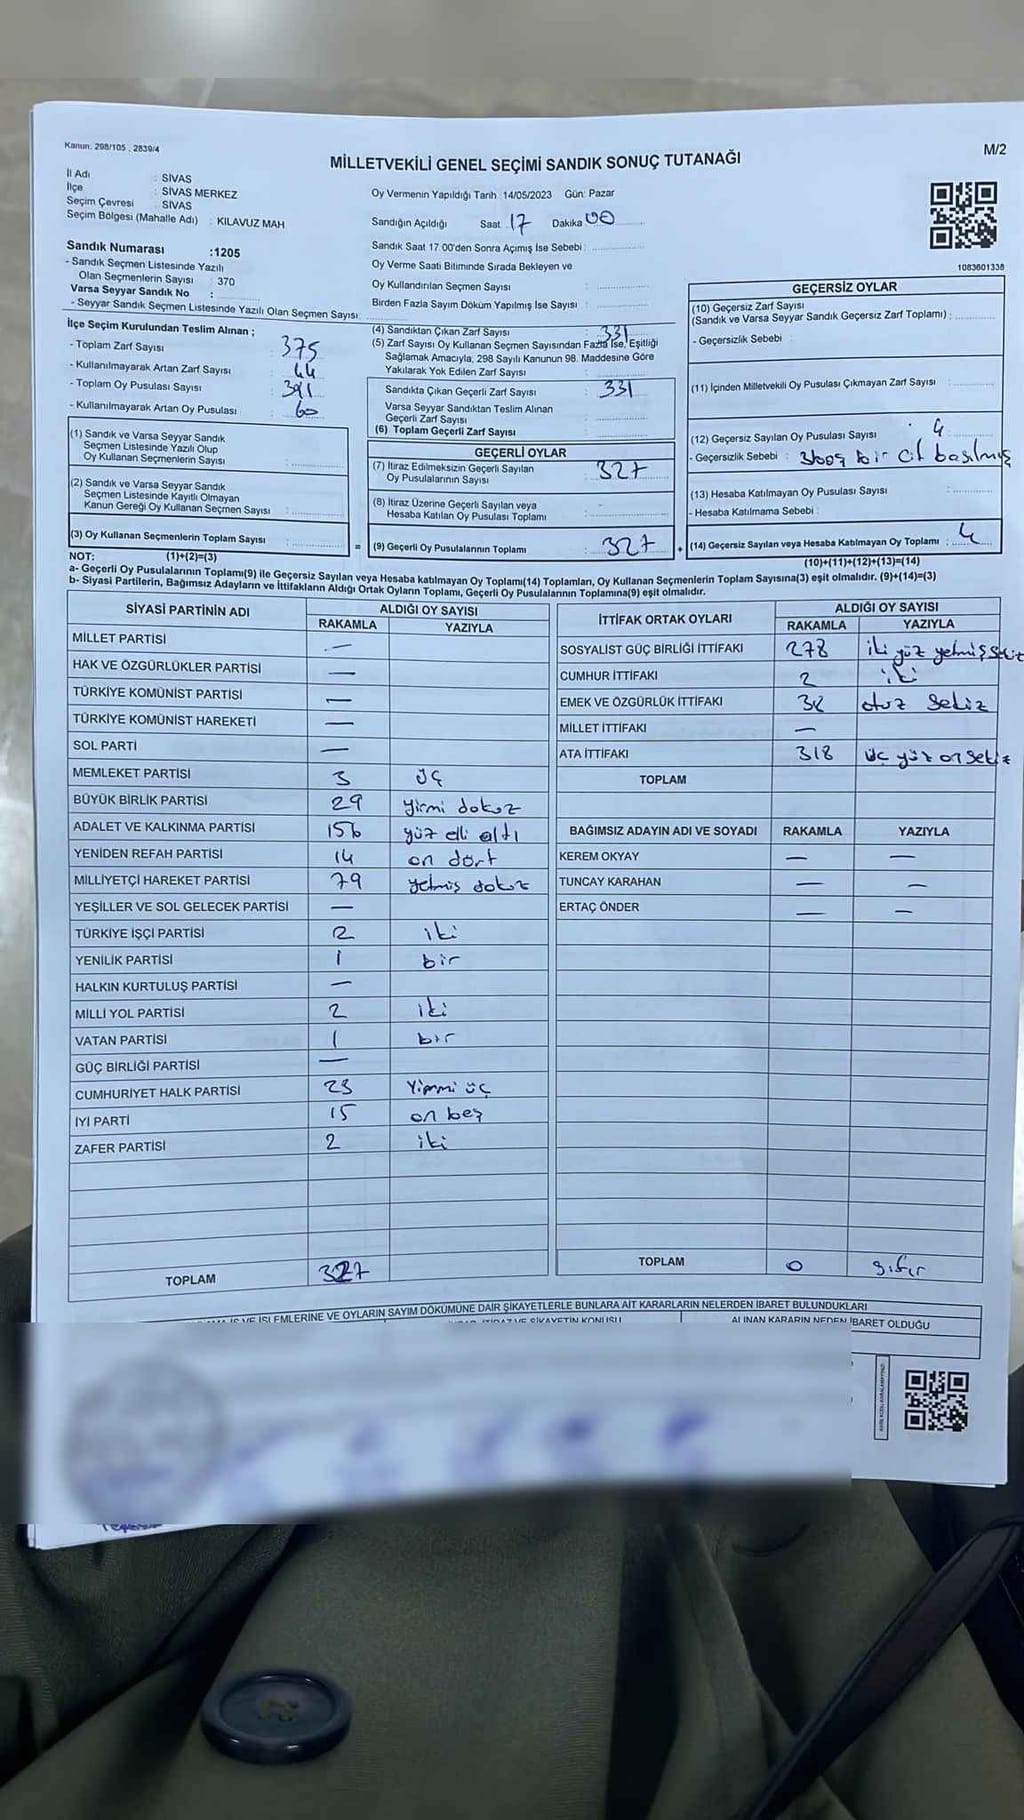 Kanun: 298/105 , 2839/4
MİLLETVEKİLİ GENEL SEÇİMİ SANDIK SONUÇ TUTANAĞI
M/2
İl Adı : SİVAS
İlçe : SİVAS MERKEZ
Seçim Çevresi : SİVAS
Seçim Bölgesi (Mahalle Adı) : KILAVUZ MAH
Sandık Numarası :1205
- Sandık Seçmen Listesinde Yazılı
Olan Seçmenlerin Sayısı : 370
Varsa Seyyar Sandık No :
- Seyyar Sandık Seçmen Listesinde Yazılı Olan Seçmen Sayısı:
Oy Vermenin Yapıldığı Tarih :14/05/2023 Gün: Pazar
Sandığın Açıldığı Saat 17 Dakika 00
Sandık Saat 17.00'den Sonra Açımış İse Sebebi :
Oy Verme Saati Bitiminde Sırada Bekleyen ve
Oy Kullandırılan Seçmen Sayısı :
Birden Fazla Sayım Döküm Yapılmış İse Sayısı :
1083601338
İlçe Seçim Kurulundan Teslim Alınan ;
- Toplam Zarf Sayısı : 375
- Kullanılmayarak Artan Zarf Sayısı : 44
- Toplam Oy Pusulası Sayısı : 391
- Kullanılmayarak Artan Oy Pusulası : 60
(1) Sandık ve Varsa Seyyar Sandık
Seçmen Listesinde Yazılı Olup
Oy Kullanan Seçmenlerin Sayısı :
(2) Sandık ve Varsa Seyyar Sandık
Seçmen Listesinde Kayıtlı Olmayan
Kanun Gereği Oy Kullanan Seçmen Sayısı :
(3) Oy Kullanan Seçmenlerin Toplam Sayısı :
(1)+(2)=(3)
(4) Sandıktan Çıkan Zarf Sayısı : 331
(5) Zarf Sayısı Oy Kullanan Seçmen Sayısından Fazla İse, Eşitliği
Sağlamak Amacıyla; 298 Sayılı Kanunun 98. Maddesine Göre
Yakılarak Yok Edilen Zarf Sayısı :
Sandıkta Çıkan Geçerli Zarf Sayısı : 331
Varsa Seyyar Sandıktan Teslim Alınan
Geçerli Zarf Sayısı :
(6) Toplam Geçerli Zarf Sayısı :
GEÇERLİ OYLAR
(7) İtiraz Edilmeksizin Geçerli Sayılan
Oy Pusulalarının Sayısı : 327
(8) İtiraz Üzerine Geçerli Sayılan veya
Hesaba Katılan Oy Pusulası Toplamı
= (9) Geçerli Oy Pusulalarının Toplamı : 327 +
GEÇERSİZ OYLAR
(10) Geçersiz Zarf Sayısı
(Sandık ve Varsa Seyyar Sandık Geçersiz Zarf Toplamı) :
- Geçersizlik Sebebi :
(11) İçinden Milletvekili Oy Pusulası Çıkmayan Zarf Sayısı :
(12) Geçersiz Sayılan Oy Pusulası Sayısı : 4
- Geçersizlik Sebebi : 3 boş bir çift basılmış
(13) Hesaba Katılmayan Oy Pusulası Sayısı :
- Hesaba Katılmama Sebebi :
(14) Geçersiz Sayılan veya Hesaba Katılmayan Oy Toplamı : 4
(10)+(11)+(12)+(13)=(14)
NOT:
a- Geçerli Oy Pusulalarının Toplamı(9) ile Geçersiz Sayılan veya Hesaba katılmayan Oy Toplamı(14) Toplamları, Oy Kullanan Seçmenlerin Toplam Sayısına(3) eşit olmalıdır. (9)+(14)=(3)
b- Siyasi Partilerin, Bağımsız Adayların ve İttifakların Aldığı Ortak Oyların Toplamı, Geçerli Oy Pusulalarının Toplamına(9) eşit olmalıdır.
SİYASİ PARTİNİN ADI ALDIĞI OY SAYISI
RAKAMLA YAZIYLA
MİLLET PARTİSİ —
HAK VE ÖZGÜRLÜKLER PARTİSİ —
TÜRKİYE KOMÜNİST PARTİSİ —
TÜRKİYE KOMÜNİST HAREKETİ —
SOL PARTİ —
MEMLEKET PARTİSİ 3 üç
BÜYÜK BİRLİK PARTİSİ 29 yirmi dokuz
ADALET VE KALKINMA PARTİSİ 156 yüz elli altı
YENİDEN REFAH PARTİSİ 14 on dört
MİLLİYETÇİ HAREKET PARTİSİ 79 yetmiş dokuz
YEŞİLLER VE SOL GELECEK PARTİSİ —
TÜRKİYE İŞÇİ PARTİSİ 2 iki
YENİLİK PARTİSİ 1 bir
HALKIN KURTULUŞ PARTİSİ —
MİLLİ YOL PARTİSİ 2 iki
VATAN PARTİSİ 1 bir
GÜÇ BİRLİĞİ PARTİSİ —
CUMHURİYET HALK PARTİSİ 23 Yirmi üç
İYİ PARTİ 15 on beş
ZAFER PARTİSİ 2 iki
TOPLAM 327
İTTİFAK ORTAK OYLARI ALDIĞI OY SAYISI
RAKAMLA YAZIYLA
SOSYALİST GÜÇ BİRLİĞİ İTTİFAKI 278 iki yüz yetmiş sekiz
CUMHUR İTTİFAKI 2 iki
EMEK VE ÖZGÜRLÜK İTTİFAKI 38 otuz sekiz
MİLLET İTTİFAKI —
ATA İTTİFAKI 318 üç yüz on sekiz
TOPLAM
BAĞIMSIZ ADAYIN ADI VE SOYADI RAKAMLA YAZIYLA
KEREM OKYAY — —
TUNCAY KARAHAN — —
ERTAÇ ÖNDER — —
TOPLAM 0 sıfır
İŞLEMLERİNE VE OYLARIN SAYIM DÖKÜMÜNE DAİR ŞİKAYETLERLE BUNLARA AİT KARARLARIN NELERDEN İBARET BULUNDUKLARI
ALINAN KARARIN NEDEN İBARET OLDUĞU